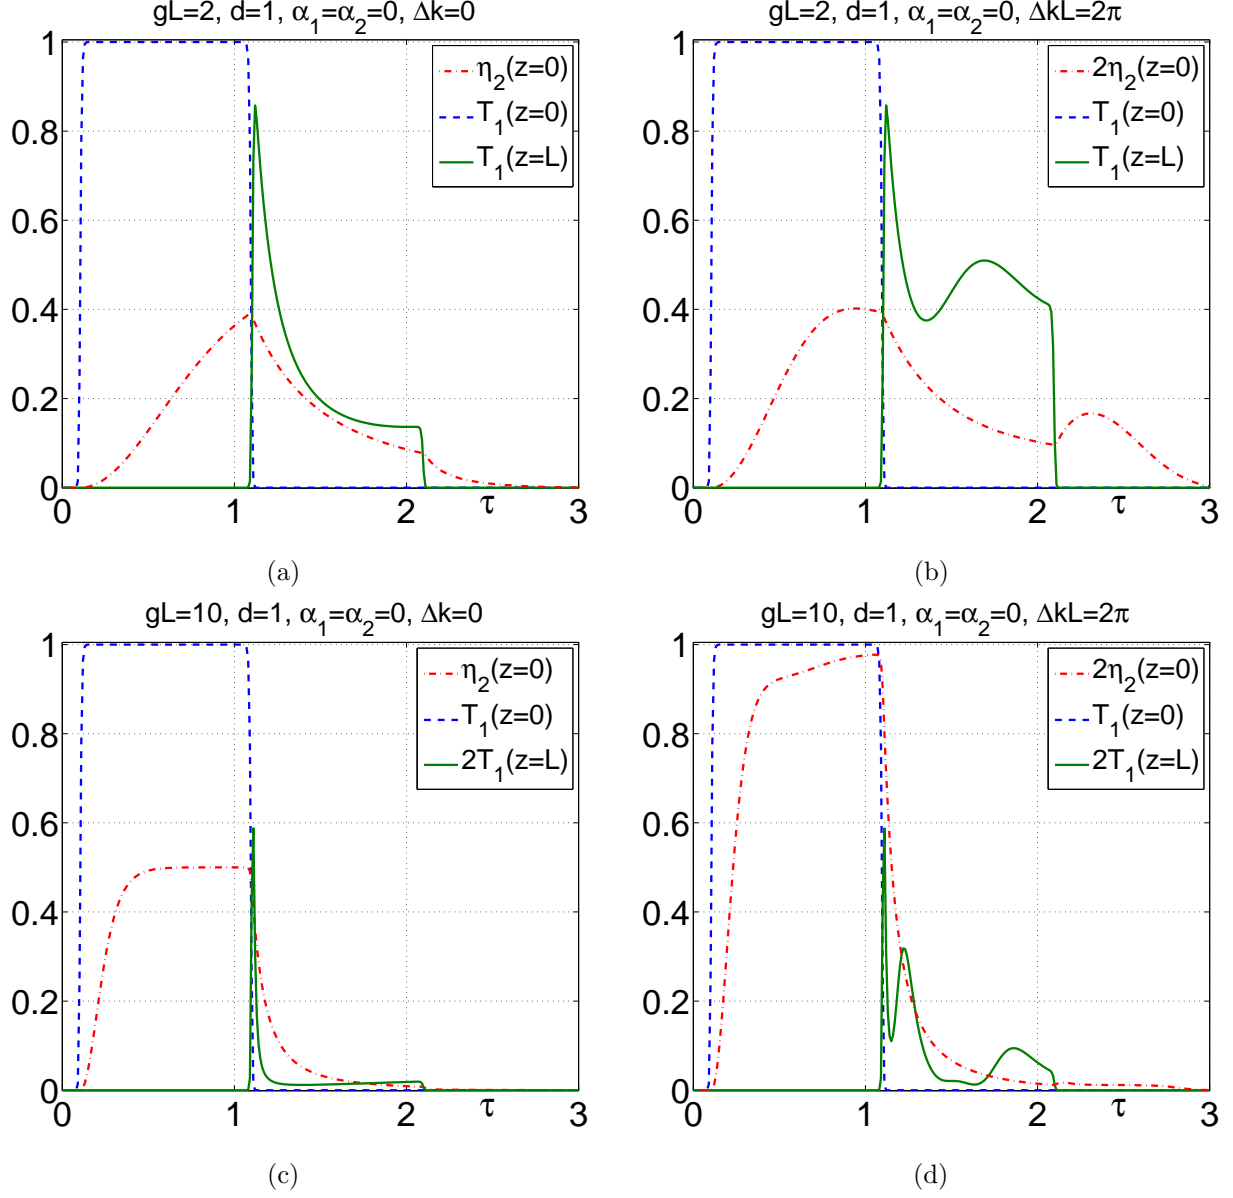 gL=2, d=1, α₁=α₂=0, Δk=0
1
0.8
0.6
0.4
0.2
0
0 1 2 3
τ
η₂(z=0)
T₁(z=0)
T₁(z=L)
(a)
gL=2, d=1, α₁=α₂=0, ΔkL=2π
1
0.8
0.6
0.4
0.2
0
0 1 2 3
τ
2η₂(z=0)
T₁(z=0)
T₁(z=L)
(b)
gL=10, d=1, α₁=α₂=0, Δk=0
1
0.8
0.6
0.4
0.2
0
0 1 2 3
τ
η₂(z=0)
T₁(z=0)
2T₁(z=L)
(c)
gL=10, d=1, α₁=α₂=0, ΔkL=2π
1
0.8
0.6
0.4
0.2
0
0 1 2 3
τ
2η₂(z=0)
T₁(z=0)
2T₁(z=L)
(d)